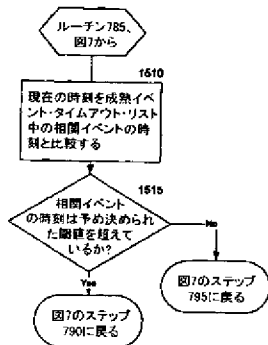 ルーチン785、
図7から
1510
現在の時刻を成熟イベ
ント・タイムアウト・リスト
中の相関イベントの時
刻と比較する
1515
相関イベント
の時刻は予め決められ
た閾値を超えて
いるか?
No
Yes
図7のステップ
795に戻る
図7のステップ
790に戻る